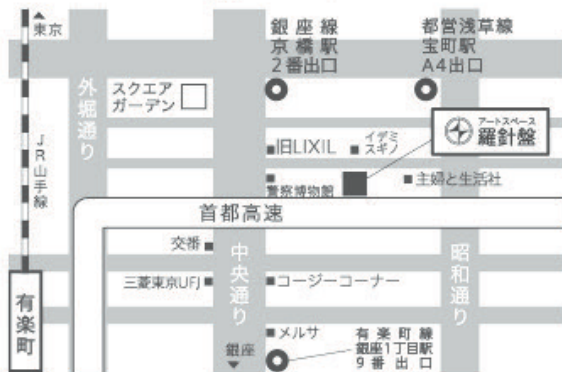 ▲東京
銀座線
京橋駅
2番出口
都営浅草線
宝町駅
A4出口
外堀通り
スクエア
ガーデン
JR山手線
旧LIXIL
イデミ
スギノ
アートスペース
羅針盤
警察博物館
主婦と生活社
首都高速
交番
中央通り
昭和通り
三菱東京UFJ
コージーコーナー
有楽町
メルサ
銀座▼
有楽町線
銀座1丁目駅
9番出口